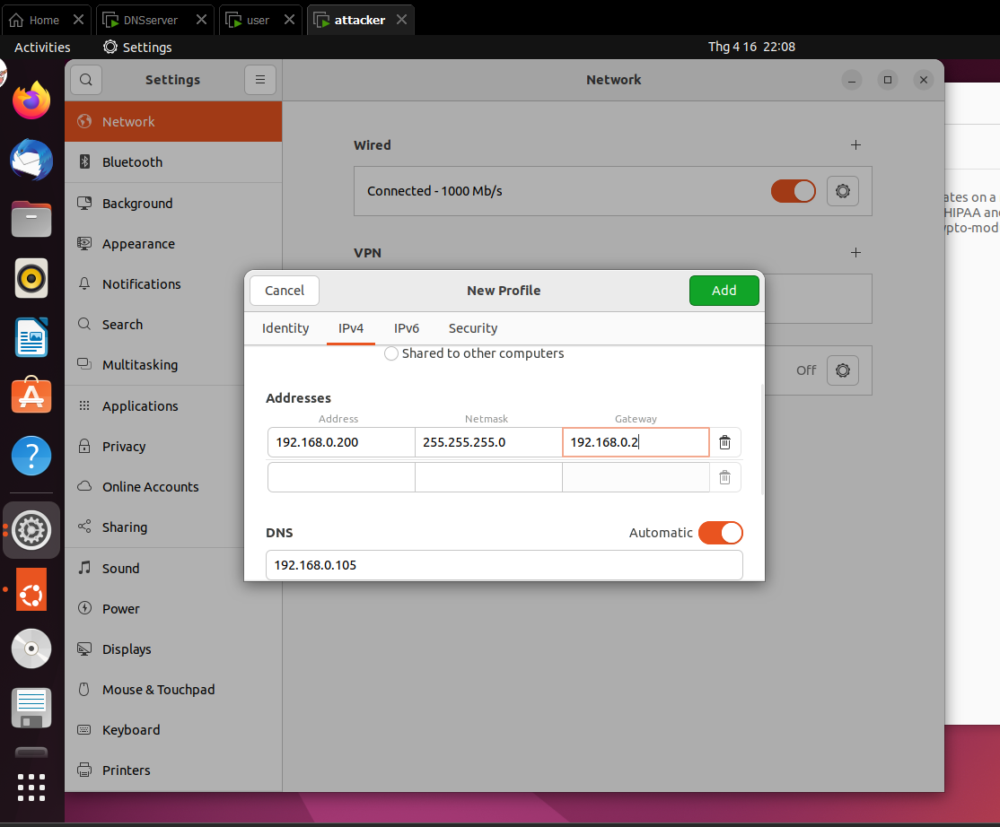 Home
DNSserver
user
attacker
Activities
Settings
Thg 4 16 22:08
Settings
Network
Network
Bluetooth
Background
Appearance
Notifications
Search
Multitasking
Applications
Privacy
Online Accounts
Sharing
Sound
Power
Displays
Mouse & Touchpad
Keyboard
Printers
Wired
Connected - 1000 Mb/s
VPN
Off
ates on a
HIPAA an
pto-mod
Cancel
New Profile
Add
Identity
IPv4
IPv6
Security
Shared to other computers
Addresses
Address
Netmask
Gateway
192.168.0.200
255.255.255.0
192.168.0.2
DNS
Automatic
192.168.0.105